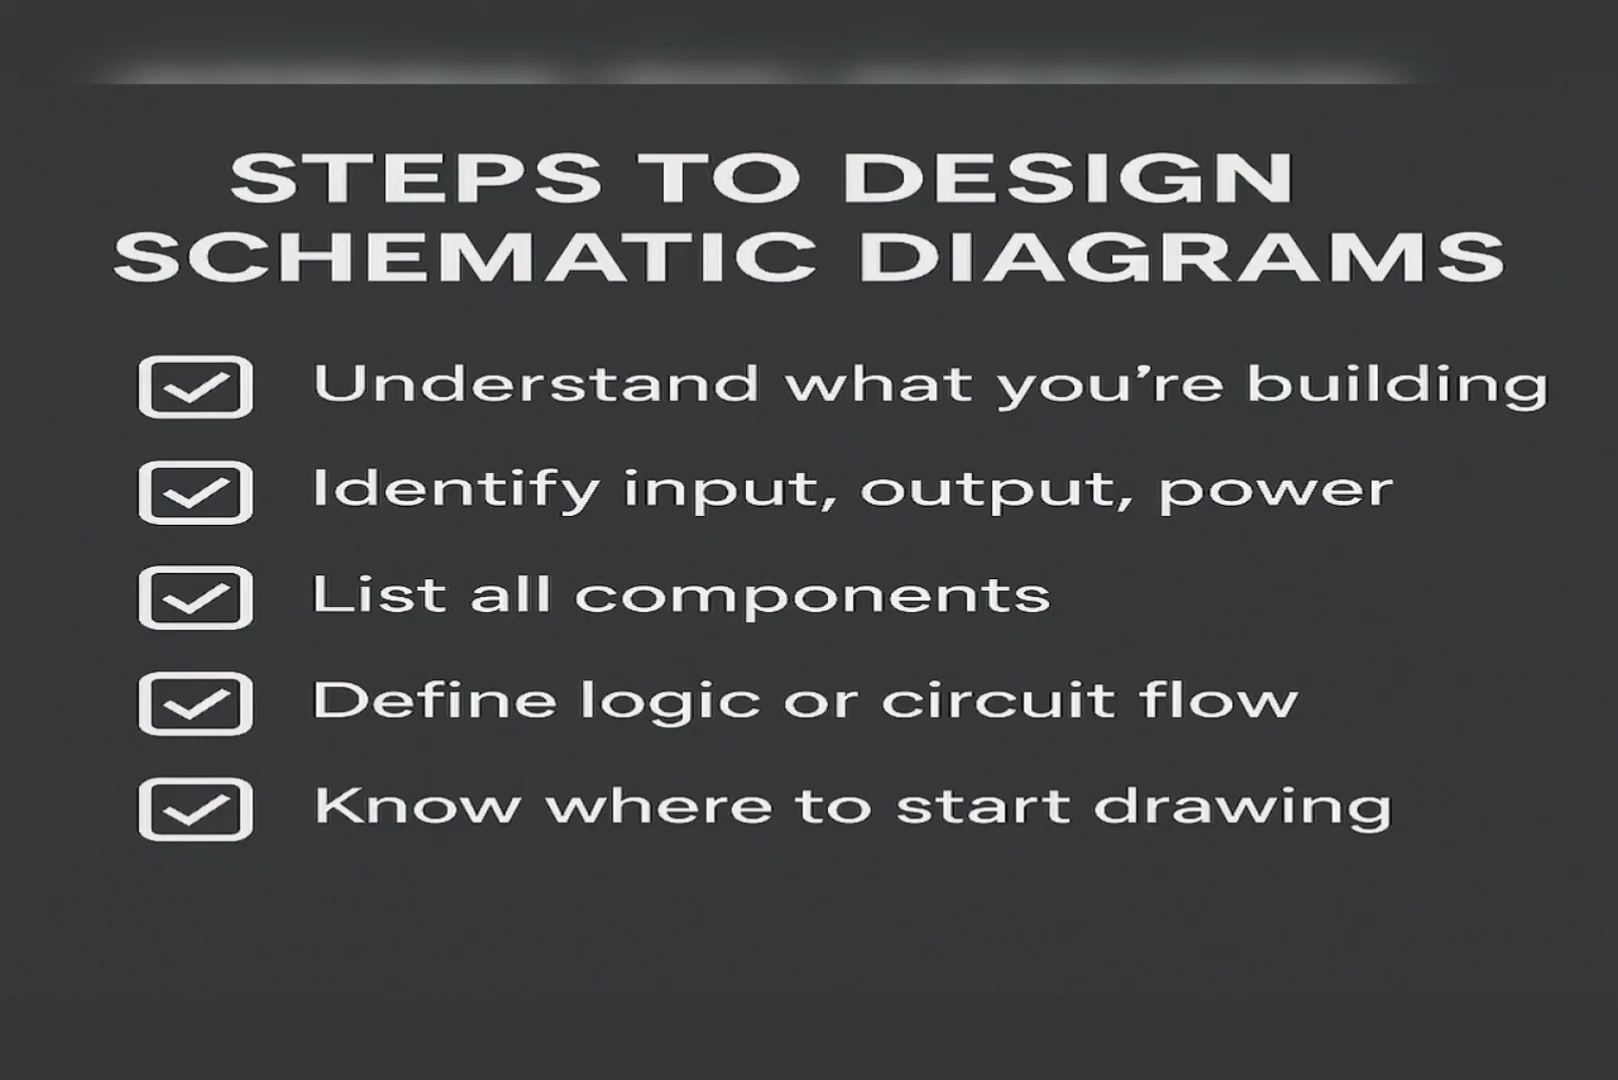 STEPS TO DESIGN
SCHEMATIC DIAGRAMS
Understand what you’re building
Identify input, output, power
List all components
Define logic or circuit flow
Know where to start drawing